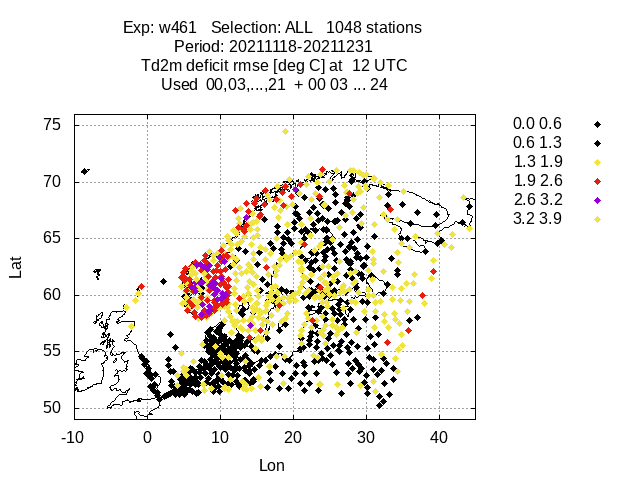 Exp: w461 Selection: ALL 1048 stations
Period: 20211118-20211231
Td2m deficit rmse [deg C] at 12 UTC
Used 00,03,...,21 + 00 03 ... 24
75
70
65
60
55
50
Lat
-10 0 10 20 30 40
Lon
0.0 0.6
0.6 1.3
1.3 1.9
1.9 2.6
2.6 3.2
3.2 3.9